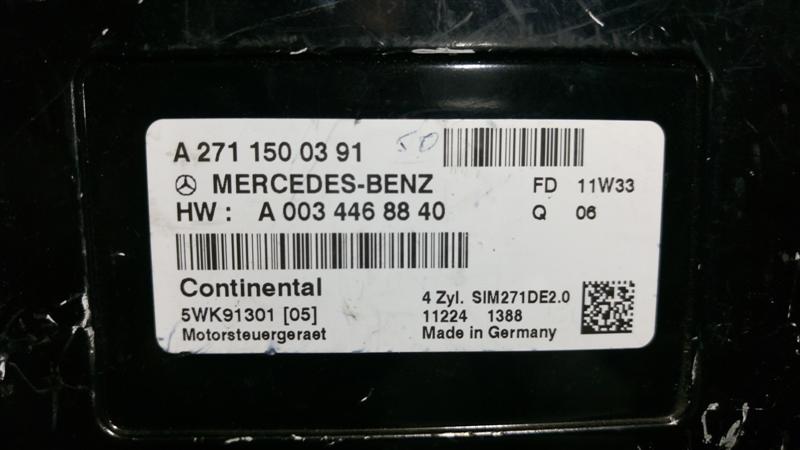 A 271 150 03 91 50
MERCEDES-BENZ FD 11W33
HW : A 003 446 88 40 Q 06
Continental
5WK91301 [05] 4 Zyl. SIM271DE2.0
Motorsteuergeraet 11224 1388
Made in Germany